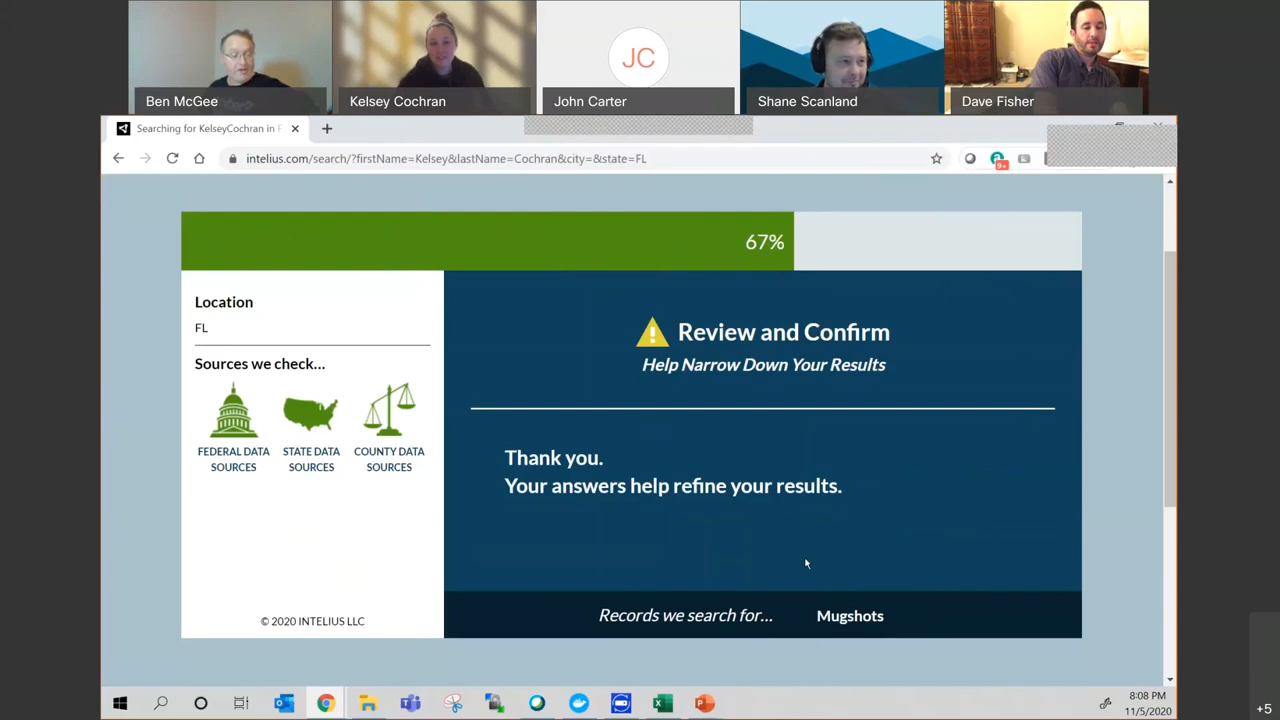 JC
Ben McGee
Kelsey Cochran
John Carter
Shane Scanland
Dave Fisher
Searching for KelseyCochran in F
intelius.com/search/?firstName=Kelsey&lastName=Cochran&city=&state=FL
9+
67%
Location
FL
Sources we check...
FEDERAL DATA SOURCES
STATE DATA SOURCES
COUNTY DATA SOURCES
© 2020 INTELIUS LLC
Review and Confirm
Help Narrow Down Your Results
Thank you.
Your answers help refine your results.
Records we search for...
Mugshots
8:08 PM
11/5/2020
+5